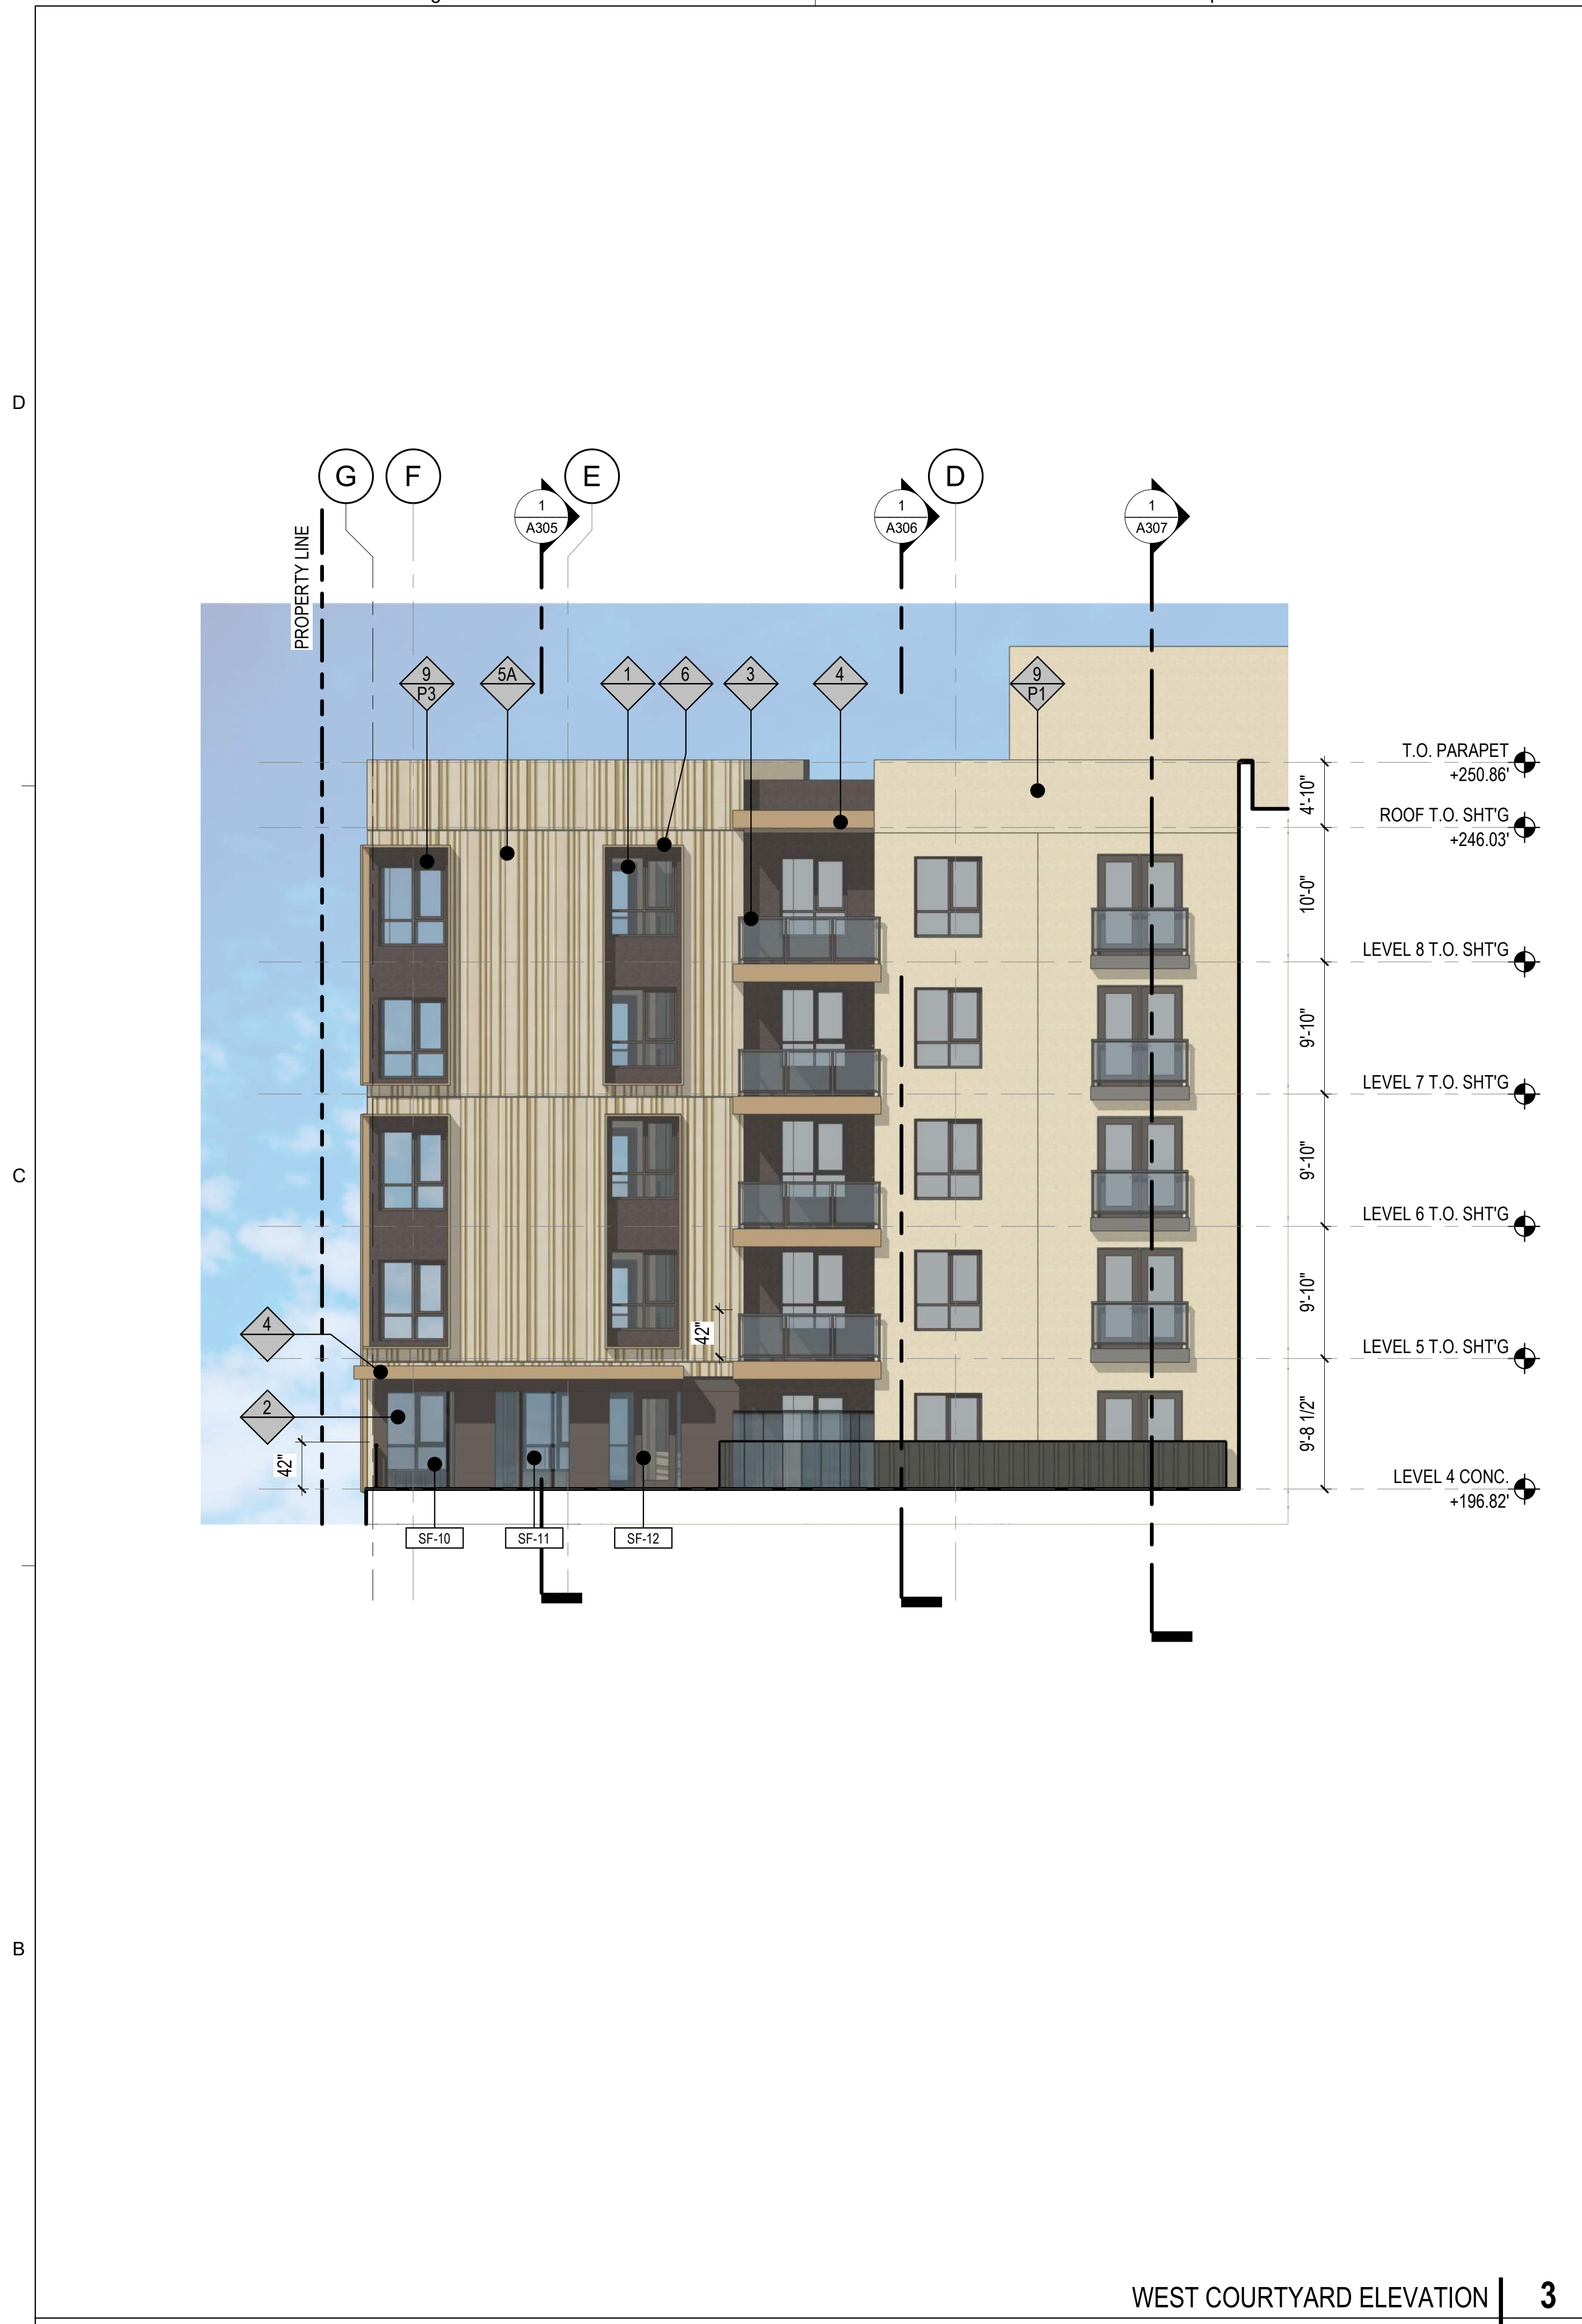 D
G
F
E
D
1
A305
1
A306
1
A307
PROPERTY LINE
9
P3
5A
1
6
3
4
9
P1
T.O. PARAPET
+250.86'
4'-10"
ROOF T.O. SHT'G
+246.03'
10'-0"
LEVEL 8 T.O. SHT'G
9'-10"
LEVEL 7 T.O. SHT'G
9'-10"
C
LEVEL 6 T.O. SHT'G
9'-10"
4
42"
LEVEL 5 T.O. SHT'G
2
9'-8 1/2"
42"
LEVEL 4 CONC.
+196.82'
SF-10
SF-11
SF-12
B
WEST COURTYARD ELEVATION
3